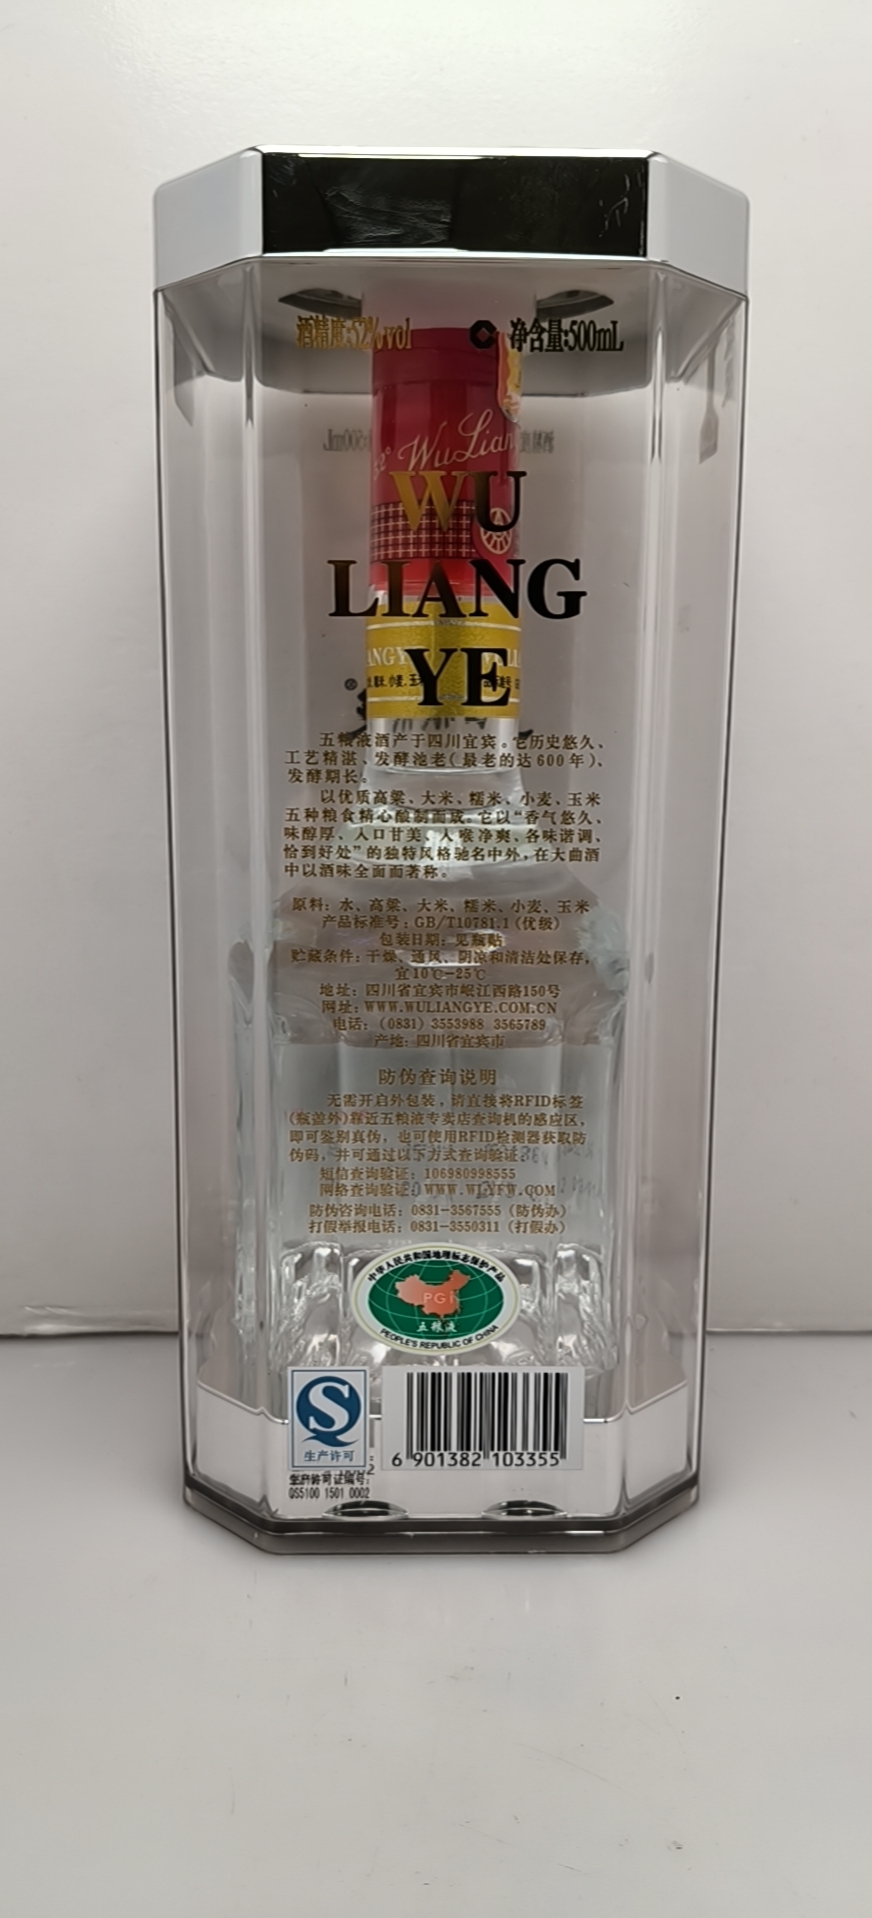 酒精度:52%vol 净含量:500mL
WuLian
WU
LIANG
YE
五粮液酒产于四川宜宾。它历史悠久、
工艺精湛、发酵池老(最老的达600年)、
发酵期长。
以优质高粱、大米、糯米、小麦、玉米
五种粮食精心酿制而成。它以“香气悠久、
味醇厚、入口甘美、入喉净爽、各味谐调、
恰到好处”的独特风格驰名中外,在大曲酒
中以酒味全面而著称。
原料:水、高粱、大米、糯米、小麦、玉米
产品标准号:GB/T10781.1(优级)
包装日期:见瓶贴
贮藏条件:干燥、通风、阴凉和清洁处保存,
宜10℃-25℃
地址:四川省宜宾市岷江西路150号
网址:WWW.WULIANGYE.COM.CN
电话:(0831) 3553988 3565789
产地:四川省宜宾市
防伪查询说明
无需开启外包装,请直接将RFID标签
(瓶盖外)靠近五粮液专卖店查询机的感应区,
即可鉴别真伪,也可使用RFID检测器获取防
伪码,并可通过以下方式查询验证:
短信查询验证:106980998555
网络查询验证:WWW.WLYFW.COM
防伪咨询电话:0831-3567555(防伪办)
打假举报电话:0831-3550311(打假办)
中华人民共和国地理标志保护产品
PGI
五粮液
PEOPLE'S REPUBLIC OF CHINA
生产许可
6 901382 103355
生产许可证编号:
QS5100 1501 0002